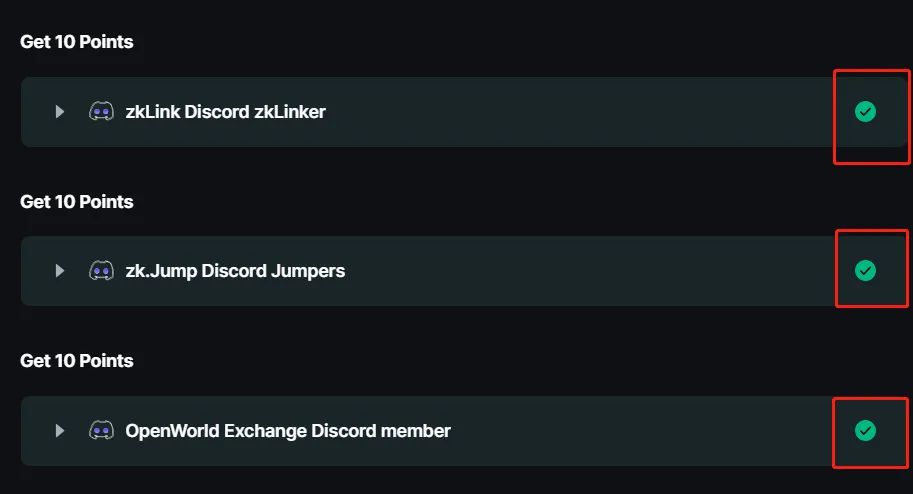 Get 10 Points
zkLink Discord zkLinker
Get 10 Points
zk.Jump Discord Jumpers
Get 10 Points
OpenWorld Exchange Discord member